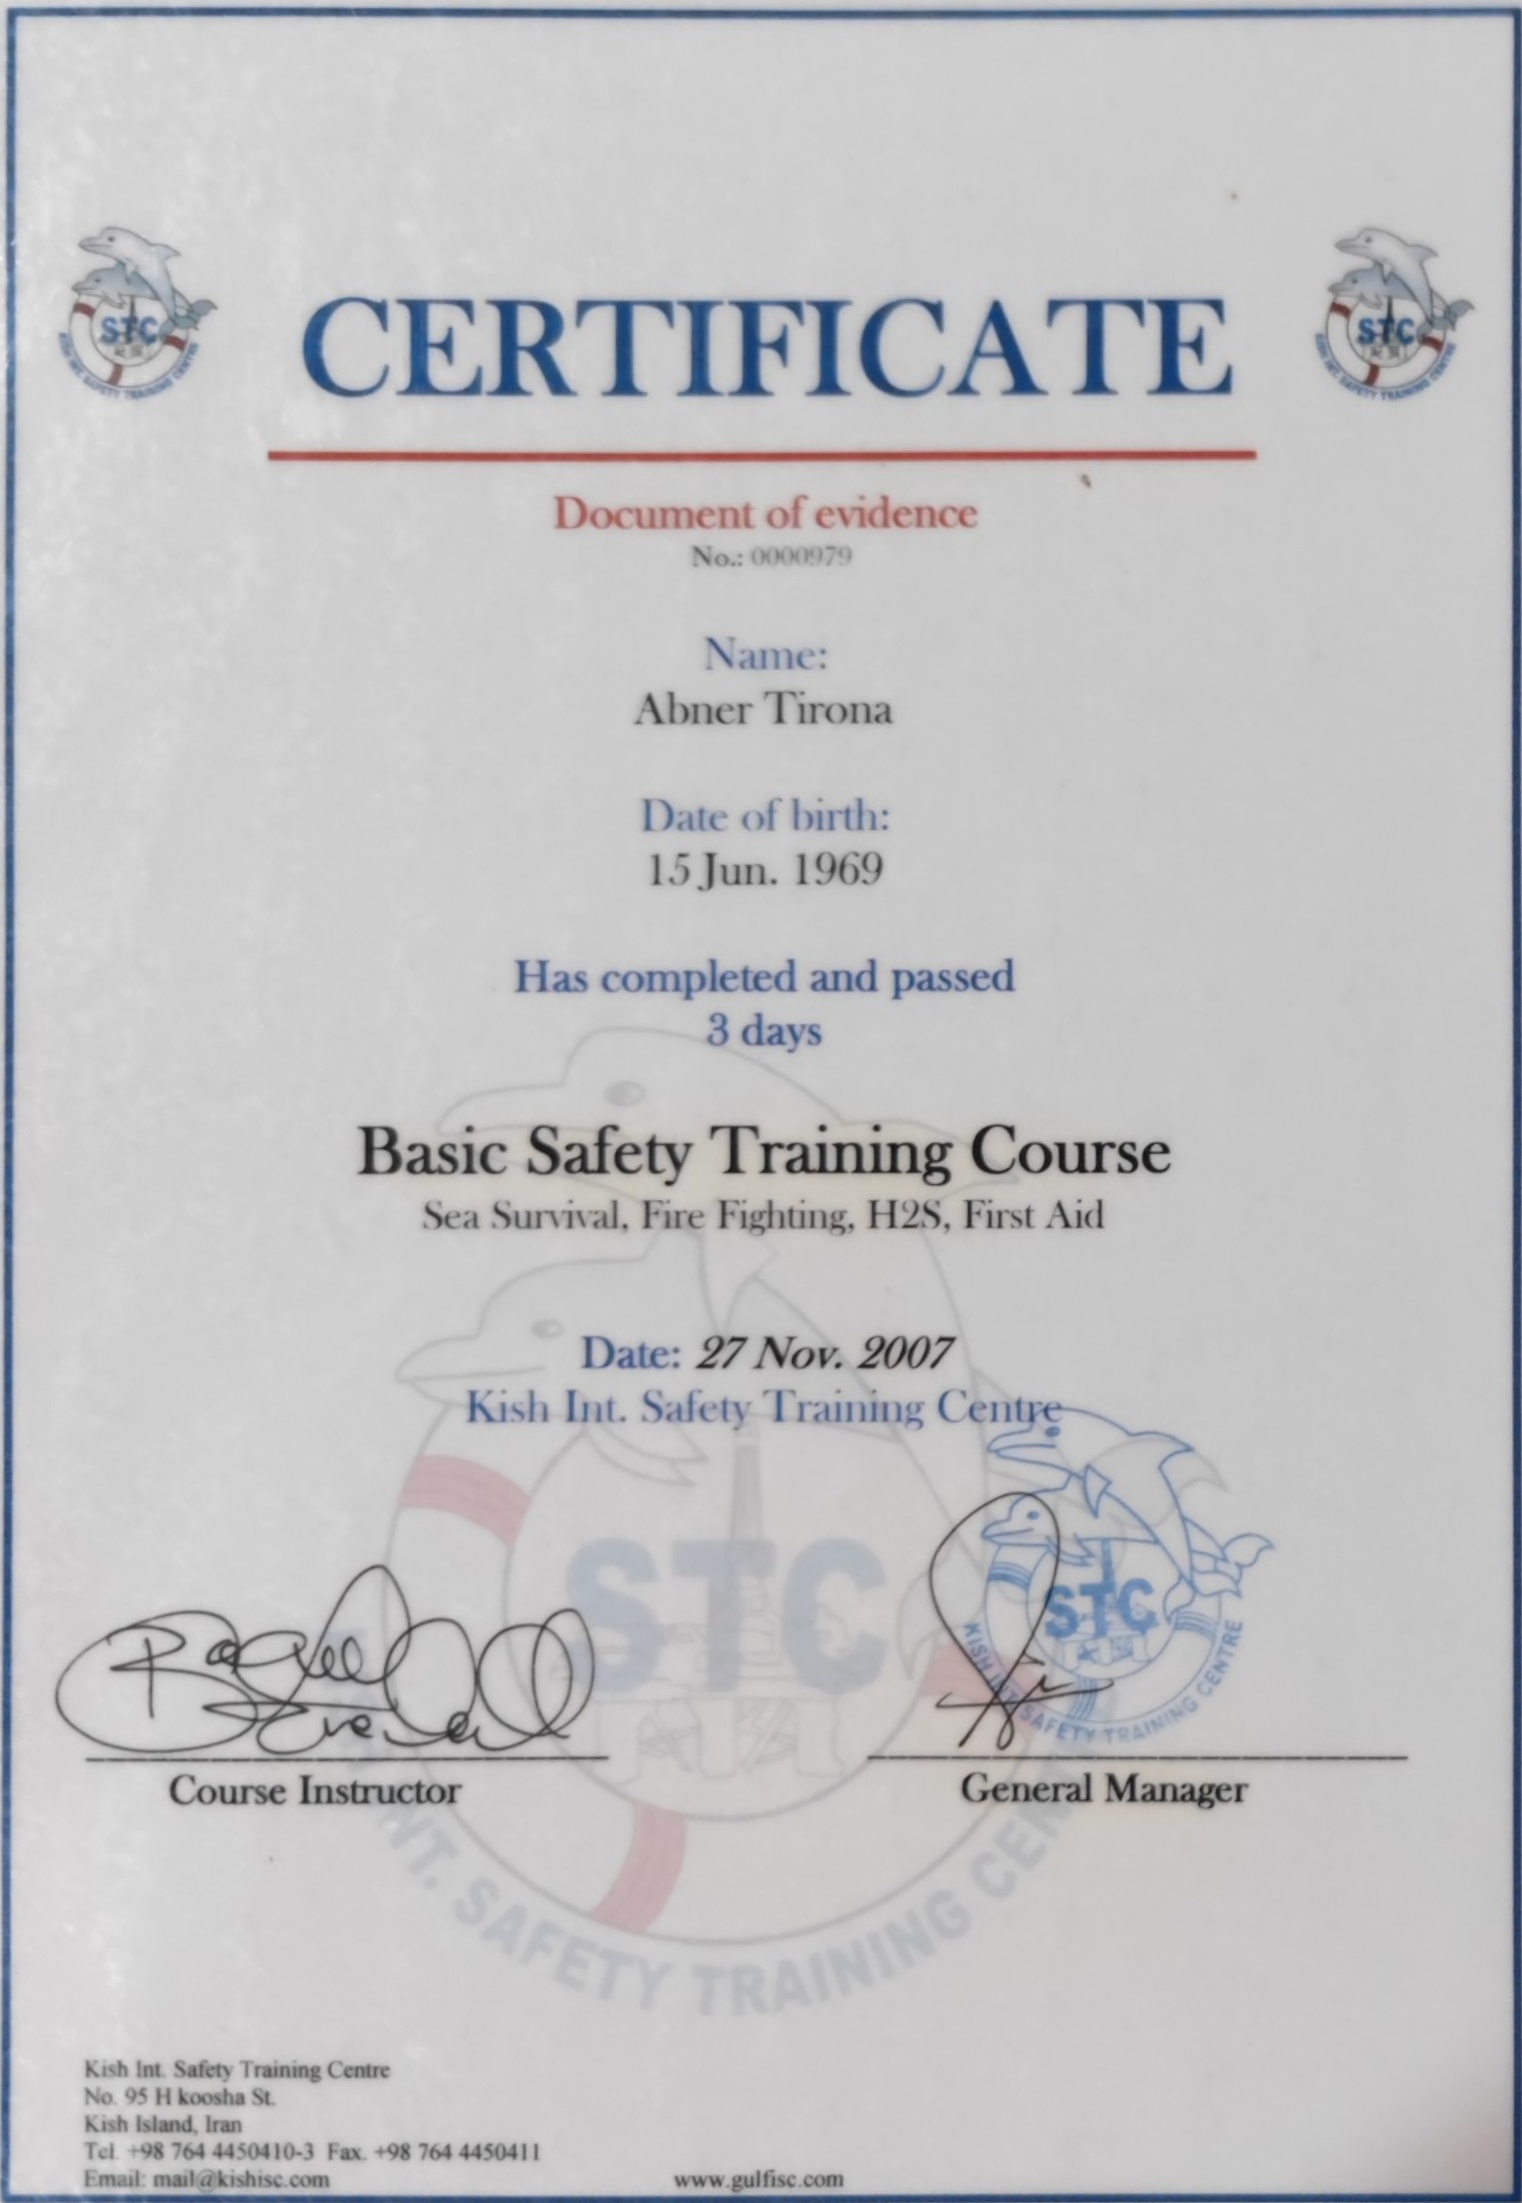 CERTIFICATE
STC
KISH INT. SAFETY TRAINING CENTRE
STC
KISH INT. SAFETY TRAINING CENTRE
Document of evidence
No.: 0000979
Name:
Abner Tirona
Date of birth:
15 Jun. 1969
Has completed and passed
3 days
Basic Safety Training Course
Sea Survival, Fire Fighting, H2S, First Aid
Date: 27 Nov. 2007
Kish Int. Safety Training Centre
STC
KISH INT. SAFETY TRAINING CENTRE
STC
INT. SAFETY TRAINING CENT
Course Instructor
General Manager
Kish Int. Safety Training Centre
No. 95 H koosha St.
Kish Island, Iran
Tel. +98 764 4450410-3 Fax. +98 764 4450411
Email: mail@kishisc.com
www.gulfisc.com